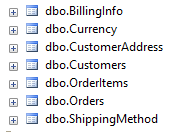 dbo.BillingInfo
dbo.Currency
dbo.CustomerAddress
dbo.Customers
dbo.OrderItems
dbo.Orders
dbo.ShippingMethod